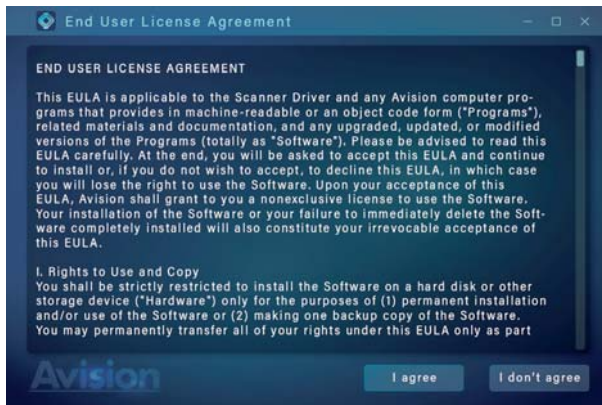 End User License Agreement
END USER LICENSE AGREEMENT
This EULA is applicable to the Scanner Driver and any Avision computer pro-
grams that provides in machine-readable or an object code form ("Programs"),
related materials and documentation, and any upgraded, updated, or modified
versions of the Programs (totally as "Software"). Please be advised to read this
EULA carefully. At the end, you will be asked to accept this EULA and continue
to install or, if you do not wish to accept, to decline this EULA, in which case
you will lose the right to use the Software. Upon your acceptance of this
EULA, Avision shall grant to you a nonexclusive license to use the Software.
Your installation of the Software or your failure to immediately delete the Soft-
ware completely installed will also constitute your irrevocable acceptance of
this EULA.
I. Rights to Use and Copy
You shall be strictly restricted to install the Software on a hard disk or other
storage device ("Hardware") only for the purposes of (1) permanent installation
and/or use of the Software or (2) making one backup copy of the Software.
You may permanently transfer all of your rights under this EULA only as part
Avision
I agree
I don't agree